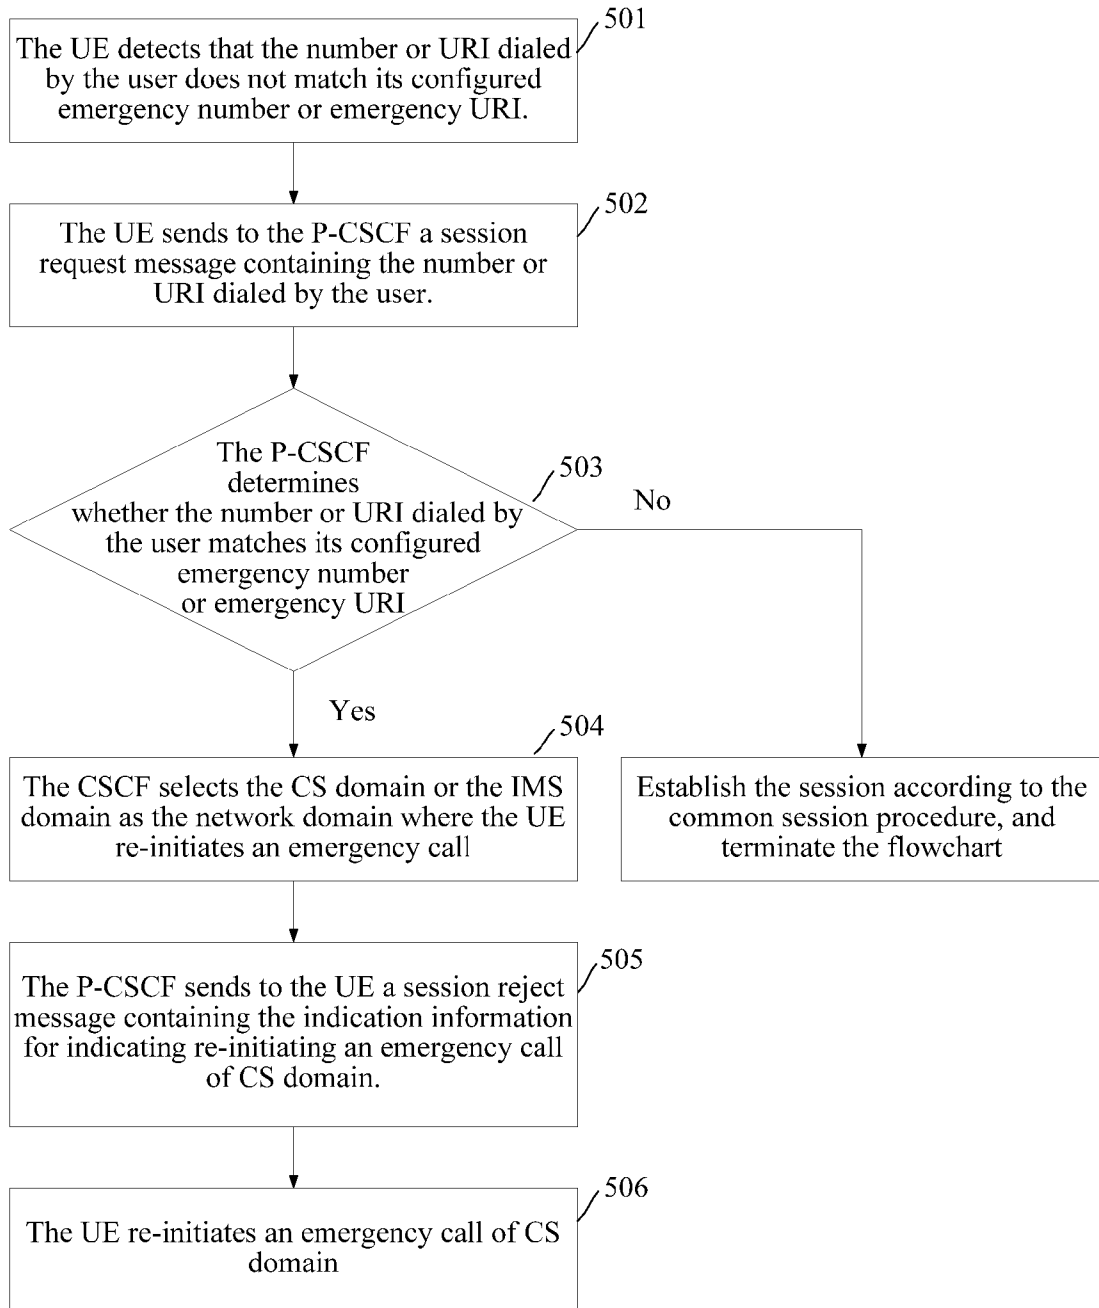 501
The UE detects that the number or URI dialed
by the user does not match its configured
emergency number or emergency URI.
502
The UE sends to the P-CSCF a session
request message containing the number or
URI dialed by the user.
503
The P-CSCF
determines
whether the number or URI dialed by
the user matches its configured
emergency number
or emergency URI
No
Yes
504
The CSCF selects the CS domain or the IMS
domain as the network domain where the UE
re-initiates an emergency call
Establish the session according to the
common session procedure, and
terminate the flowchart
505
The P-CSCF sends to the UE a session reject
message containing the indication information
for indicating re-initiating an emergency call
of CS domain.
506
The UE re-initiates an emergency call of CS
domain